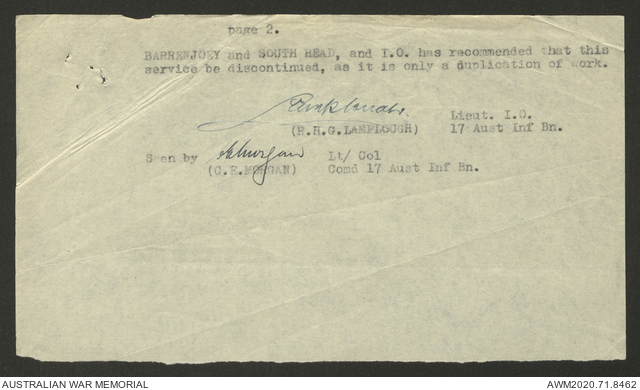 page 2.
BARRENJOEY and SOUTH HEAD, and I.O. has recommended that this
service be discontinued, as it is only a duplication of work.
(R.H.G. LAMPLOUGH) Lieut. I.O.
17 Aust Inf Bn.
Seen by CEMorgan Lt/ Col
(C.E.MORGAN) Comd 17 Aust Inf Bn.
AUSTRALIAN WAR MEMORIAL
AWM2020.71.8462